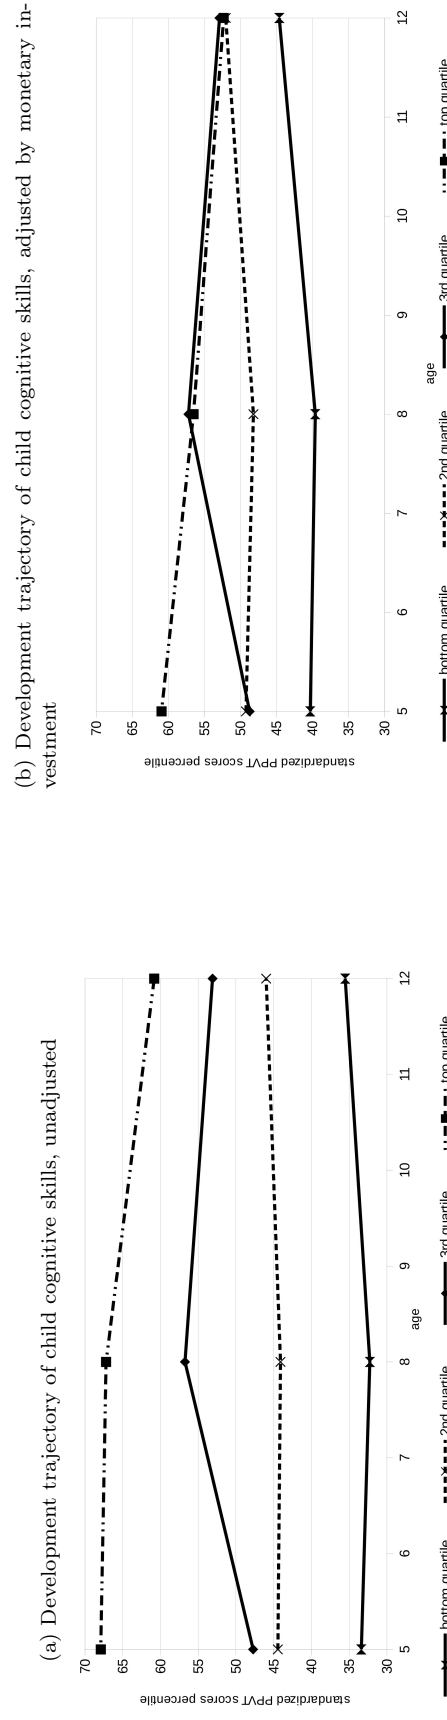 (a) Development trajectory of child cognitive skills, unadjusted
70
65
60
55
50
45
40
35
30
standardized PPVT scores percentile
5 6 7 8 9 10 11 12
age
bottom quartile 2nd quartile 3rd quartile top quartile
(b) Development trajectory of child cognitive skills, adjusted by monetary in-
vestment
70
65
60
55
50
45
40
35
30
standardized PPVT scores percentile
5 6 7 8 9 10 11 12
age
bottom quartile 2nd quartile 3rd quartile top quartile